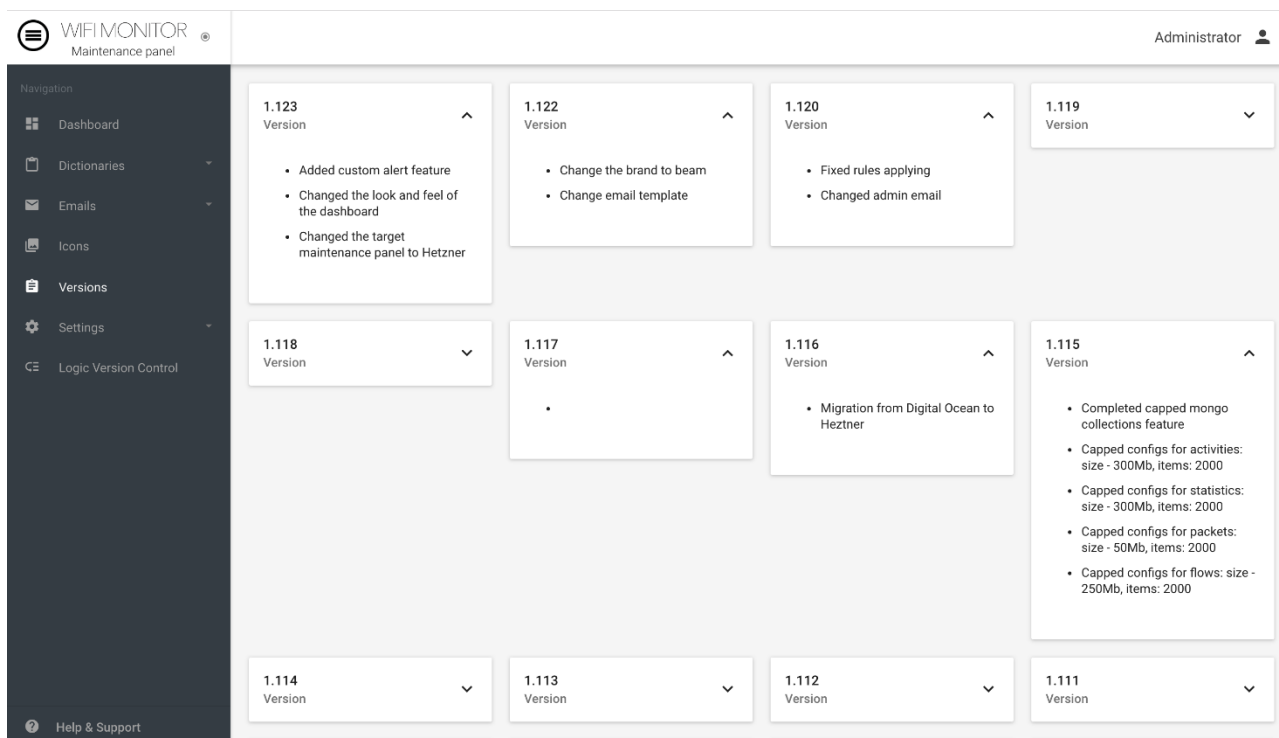 WIFI MONITOR
Maintenance panel
Administrator
Navigation
Dashboard
Dictionaries
Emails
Icons
Versions
Settings
Logic Version Control
Help & Support
1.123
Version
• Added custom alert feature
• Changed the look and feel of
the dashboard
• Changed the target
maintenance panel to Hetzner
1.122
Version
• Change the brand to beam
• Change email template
1.120
Version
• Fixed rules applying
• Changed admin email
1.119
Version
1.118
Version
1.117
Version
•
1.116
Version
• Migration from Digital Ocean to
Heztner
1.115
Version
• Completed capped mongo
collections feature
• Capped configs for activities:
size - 300Mb, items: 2000
• Capped configs for statistics:
size - 300Mb, items: 2000
• Capped configs for packets:
size - 50Mb, items: 2000
• Capped configs for flows: size -
250Mb, items: 2000
1.114
Version
1.113
Version
1.112
Version
1.111
Version